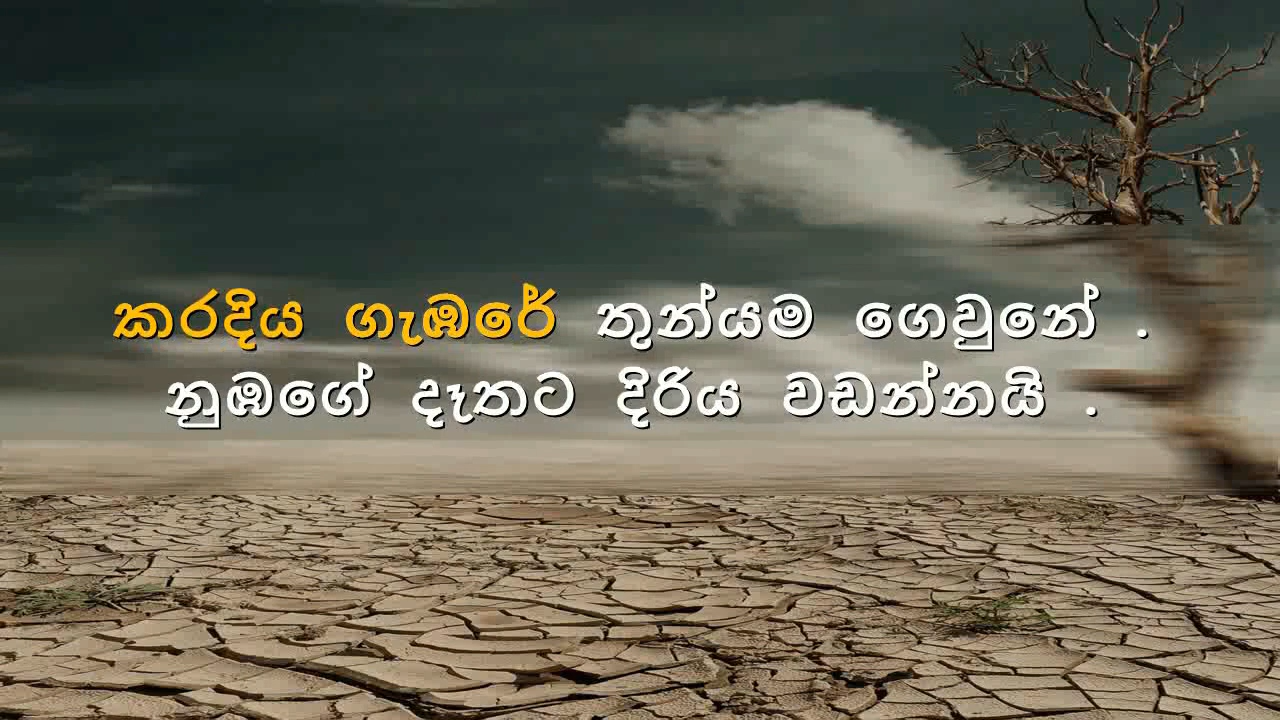 කරදිය ගැඹරේ තුන්යම ගෙවුනේ .
නුඹගේ දෑතට දිරිය වඩන්නයි .